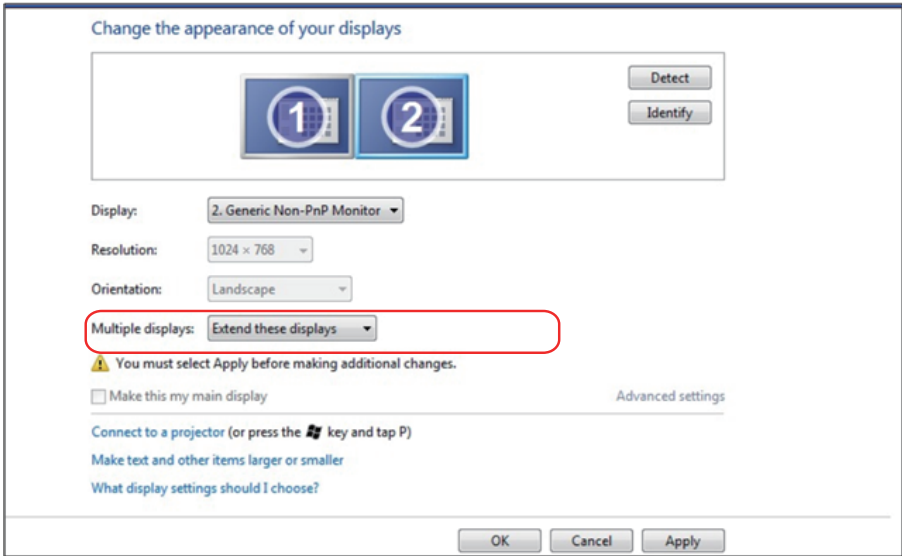 Change the appearance of your displays
1
2
Detect
Identify
Display:
2. Generic Non-PnP Monitor
Resolution:
1024 × 768
Orientation:
Landscape
Multiple displays:
Extend these displays
You must select Apply before making additional changes.
Make this my main display
Advanced settings
Connect to a projector (or press the key and tap P)
Make text and other items larger or smaller
What display settings should I choose?
OK
Cancel
Apply